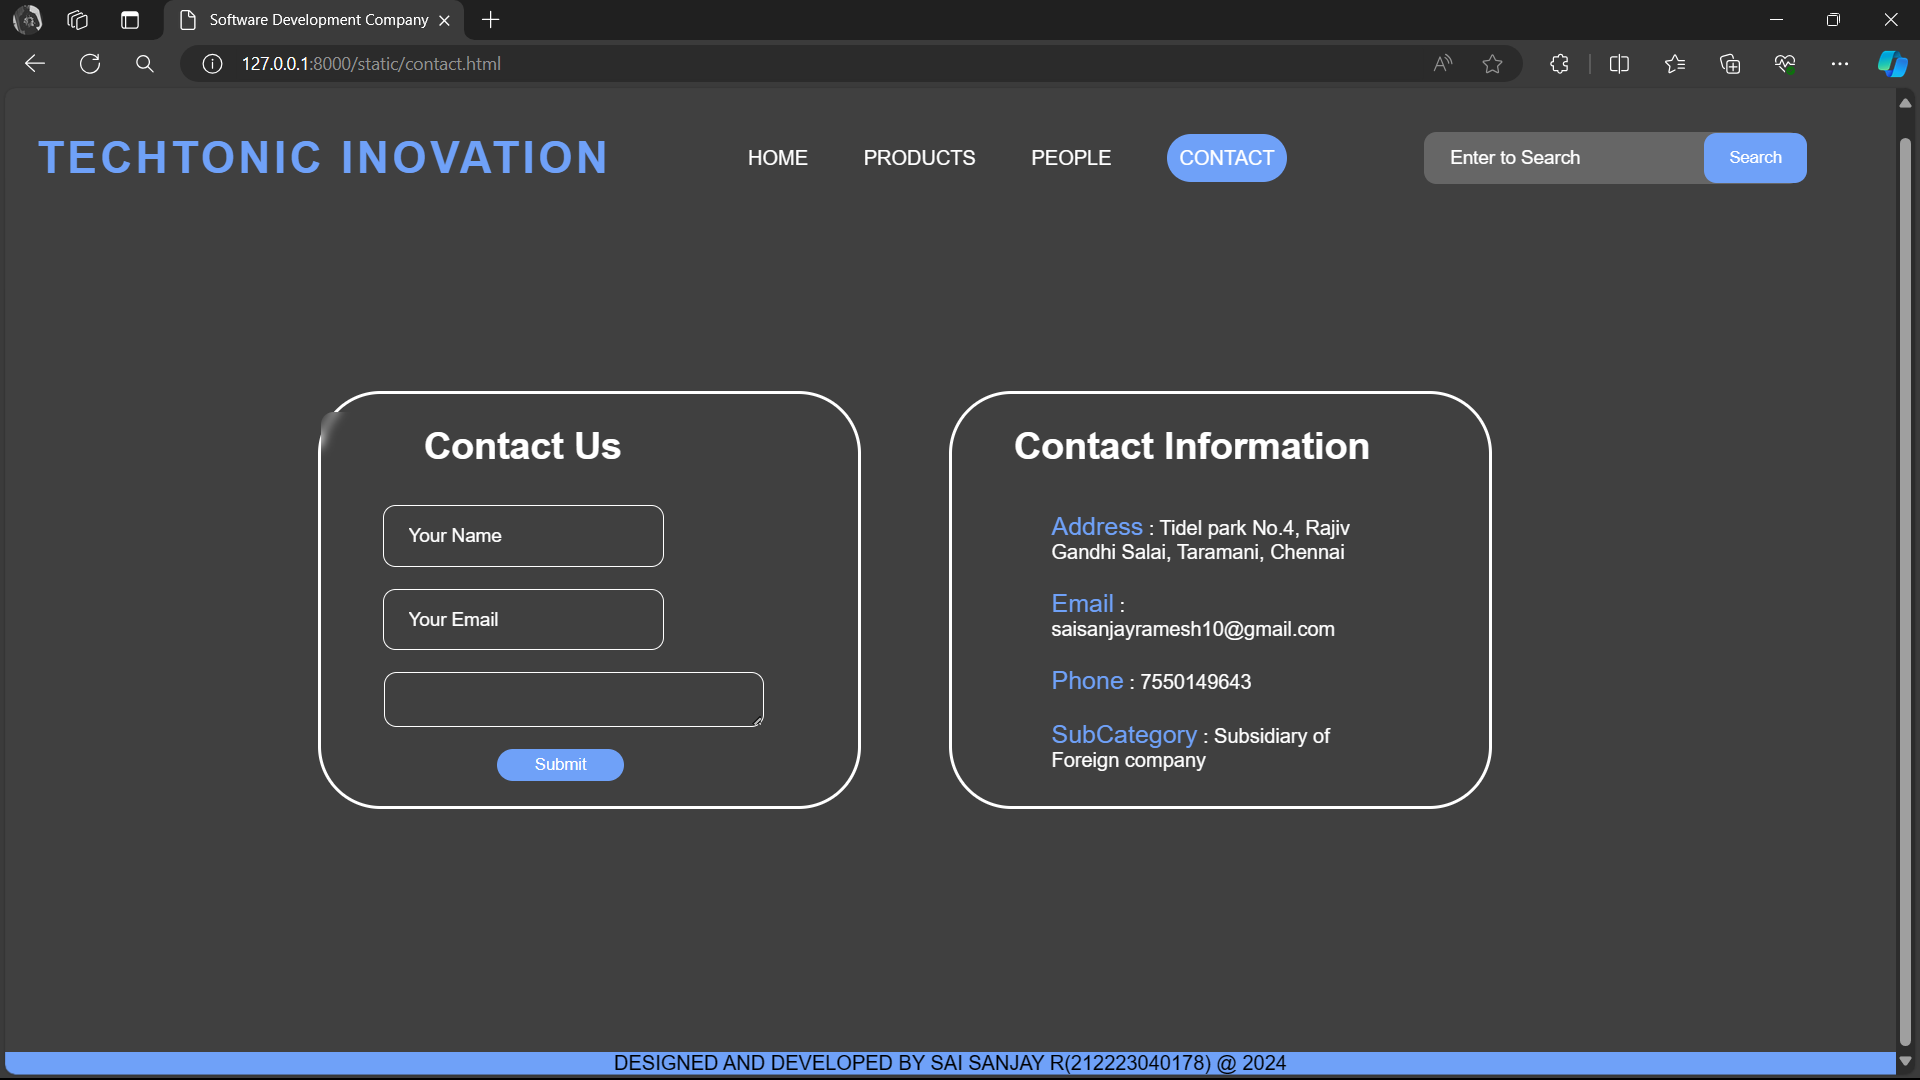 Software Development Company
127.0.0.1:8000/static/contact.html
TECHTONIC INOVATION
HOME
PRODUCTS
PEOPLE
CONTACT
Enter to Search
Search
Contact Us
Your Name
Your Email
Submit
Contact Information
Address : Tidel park No.4, Rajiv
Gandhi Salai, Taramani, Chennai
Email :
saisanjayramesh10@gmail.com
Phone : 7550149643
SubCategory : Subsidiary of
Foreign company
DESIGNED AND DEVELOPED BY SAI SANJAY R(212223040178) @ 2024